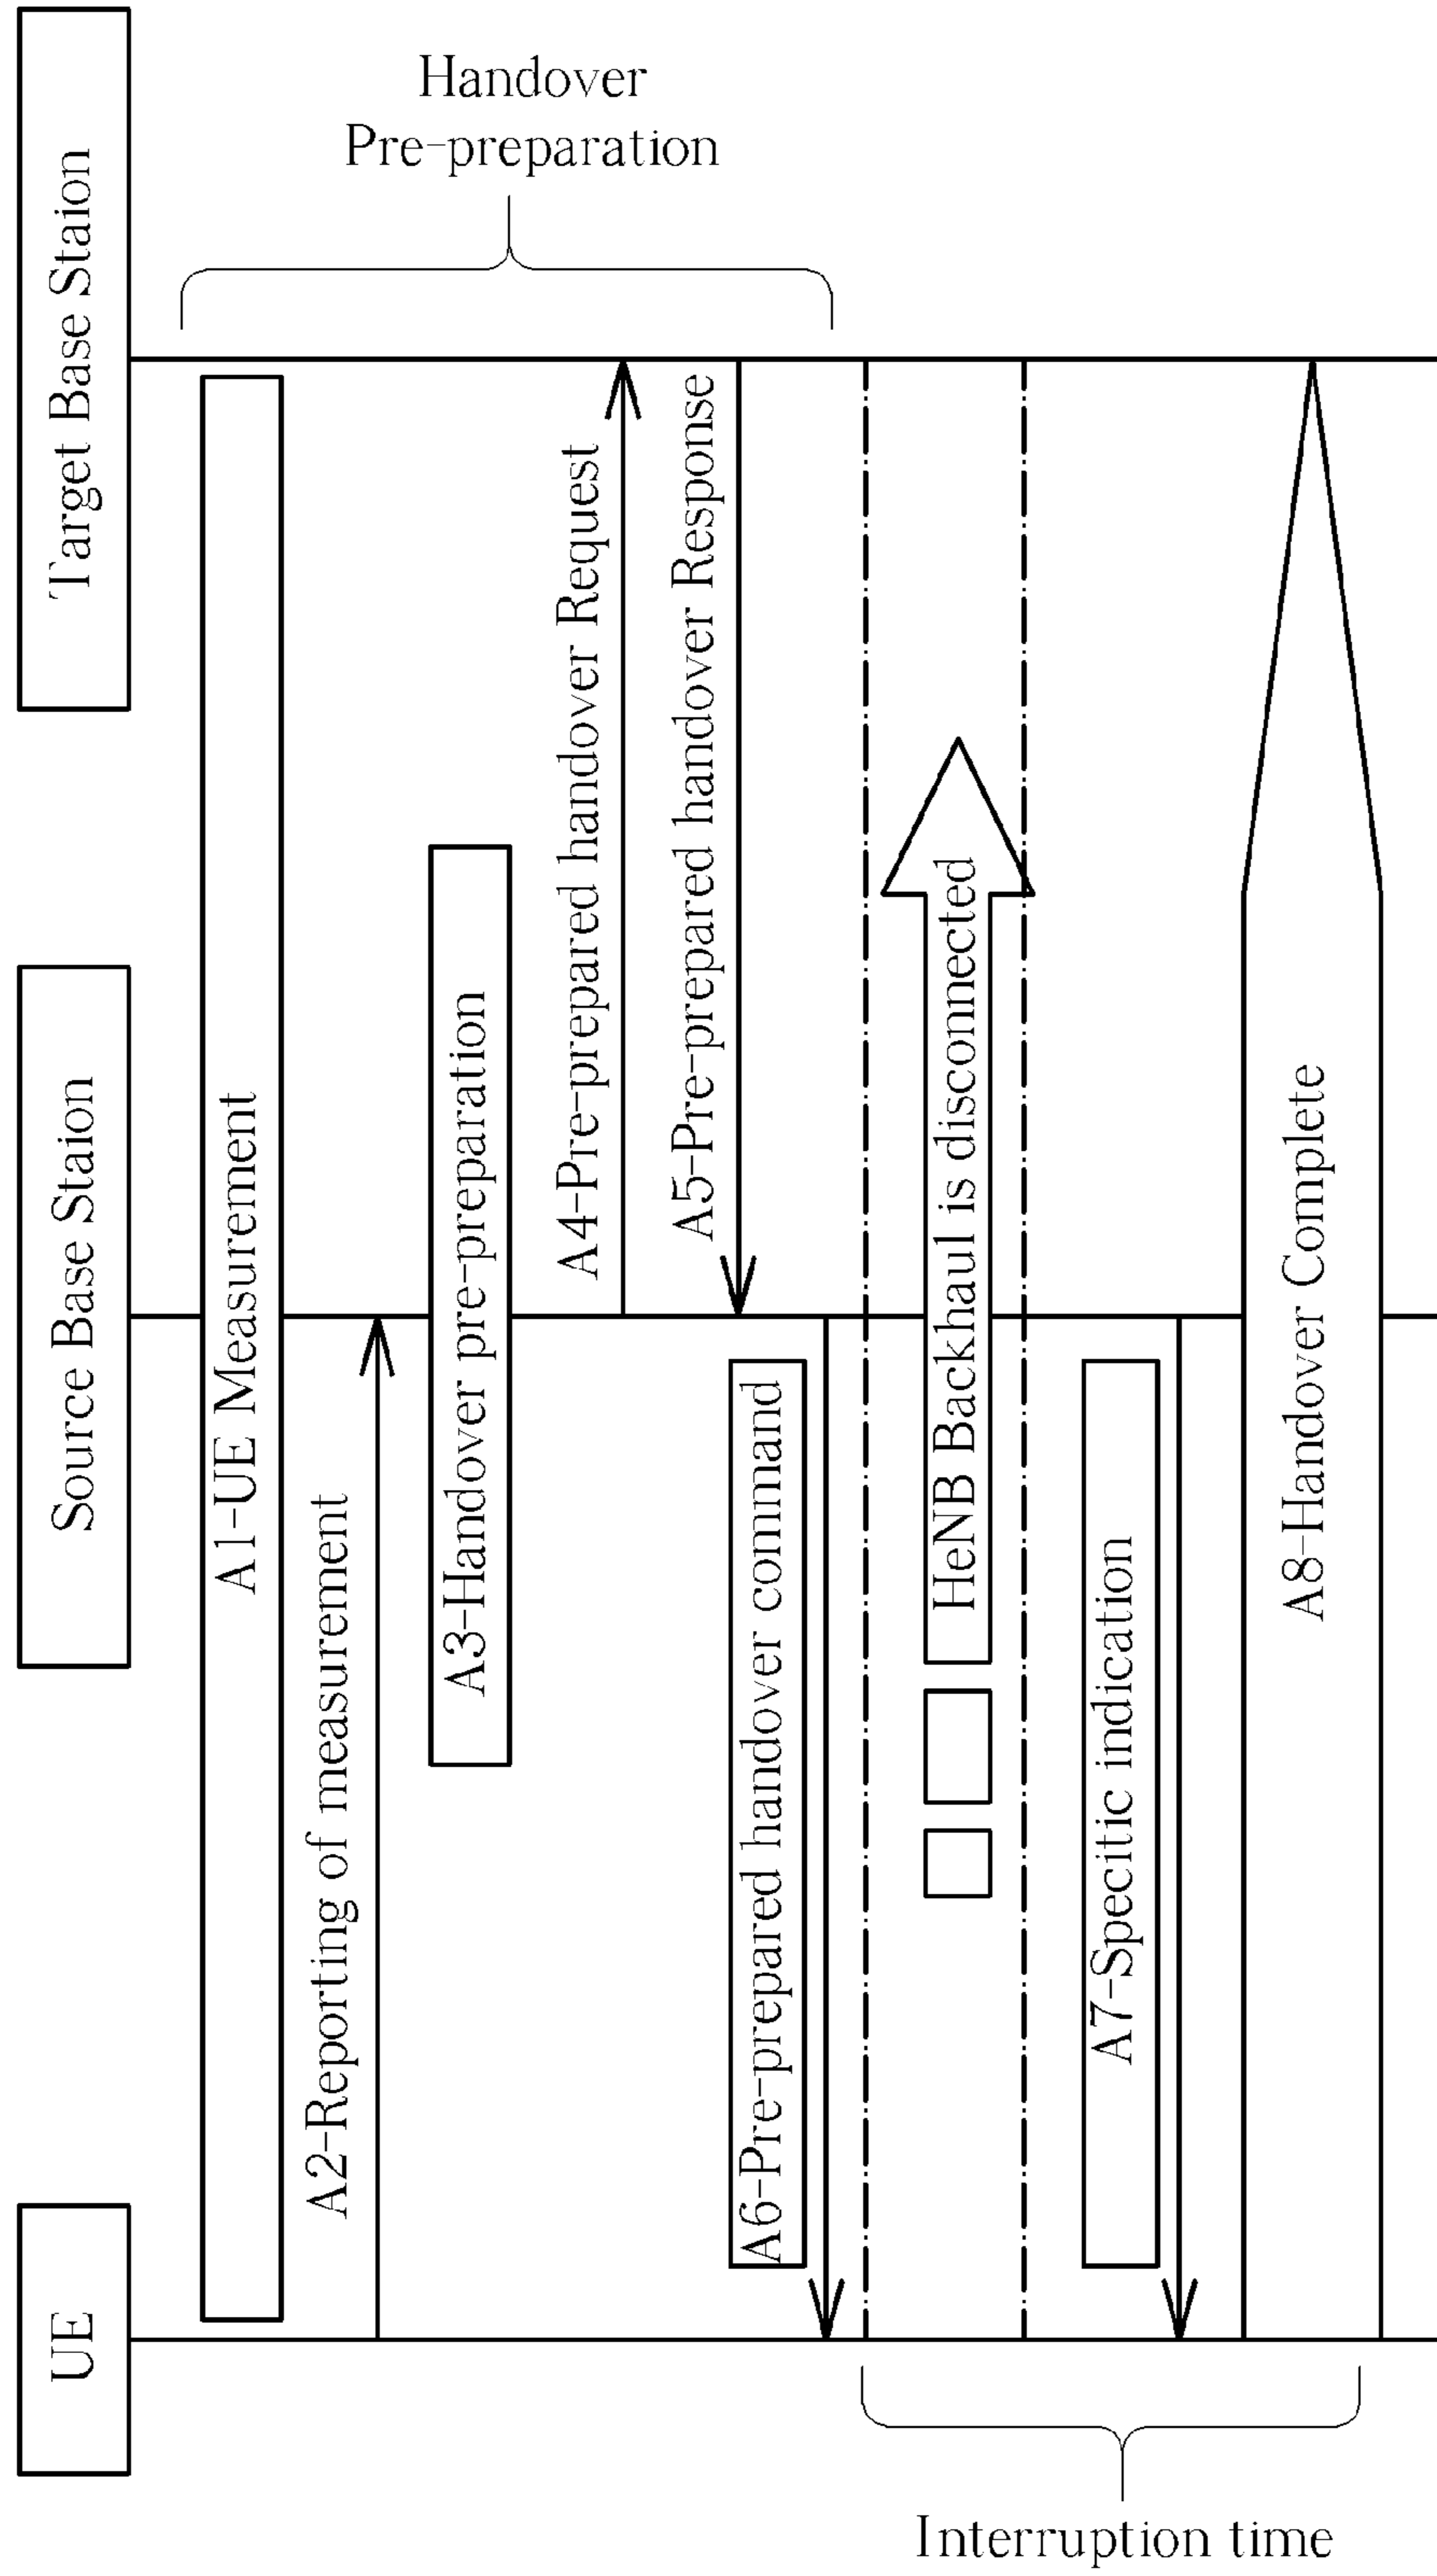 UE
Source Base Staion
Target Base Staion
Handover
Pre-preparation
A1-UE Measurement
A2-Reporting of measurement
A3-Handover pre-preparation
A4-Pre-prepared handover Request
A5-Pre-prepared handover Response
A6-Pre-prepared handover command
HeNB Backhaul is disconnected
A7-Specitic indication
A8-Handover Complete
Interruption time